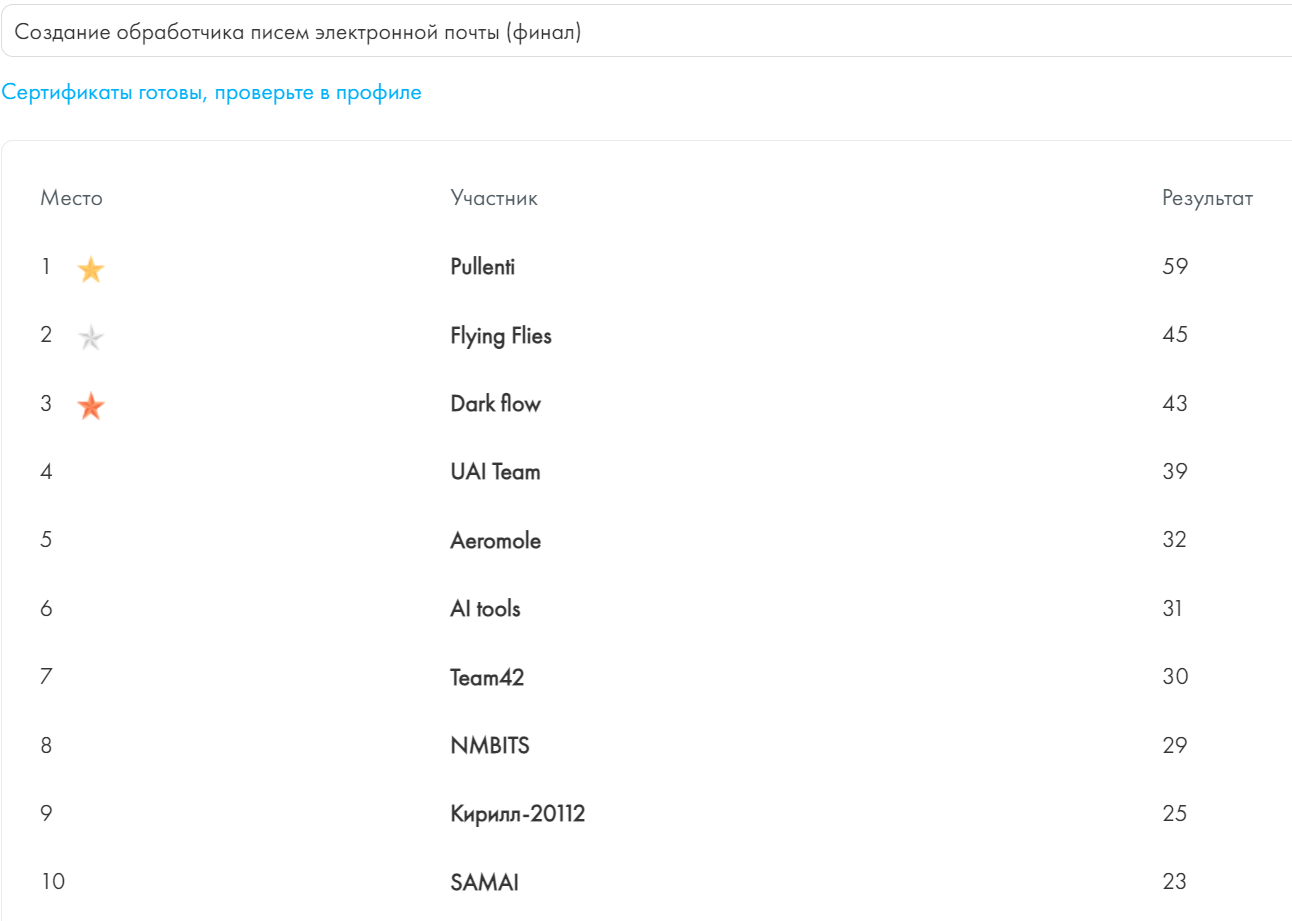 Создание обработчика писем электронной почты (финал)
Сертификаты готовы, проверьте в профиле
Место Участник Результат
1 Pullenti 59
2 Flying Flies 45
3 Dark flow 43
4 UAI Team 39
5 Aeromole 32
6 AI tools 31
7 Team42 30
8 NMBITS 29
9 Кирилл-20112 25
10 SAMAI 23